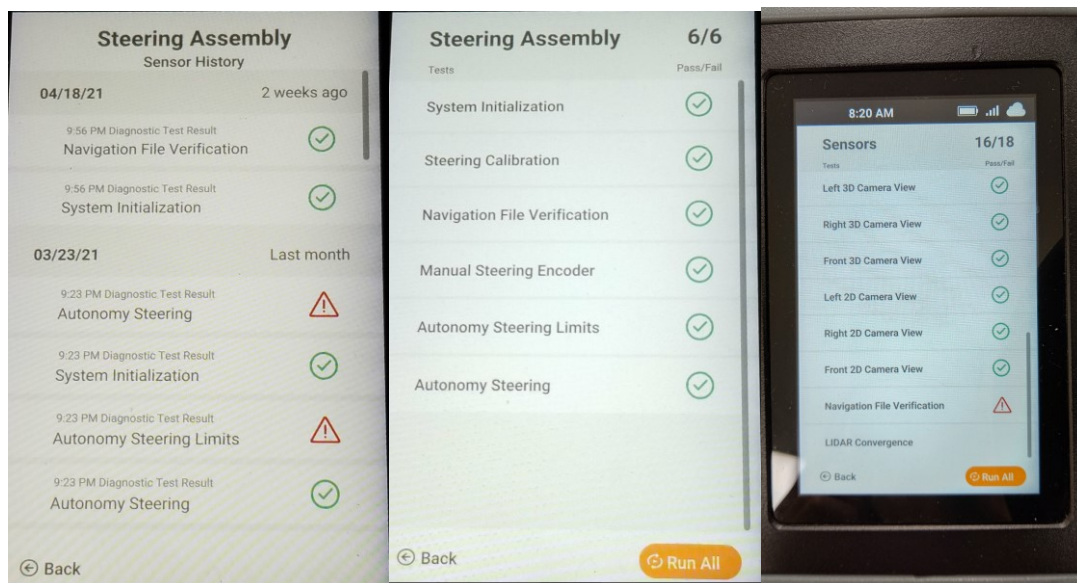 Steering Assembly
Sensor History
04/18/21 2 weeks ago
9:56 PM Diagnostic Test Result
Navigation File Verification
9:56 PM Diagnostic Test Result
System Initialization
03/23/21 Last month
9:23 PM Diagnostic Test Result
Autonomy Steering
9:23 PM Diagnostic Test Result
System Initialization
9:23 PM Diagnostic Test Result
Autonomy Steering Limits
9:23 PM Diagnostic Test Result
Autonomy Steering
Back
Steering Assembly 6/6
Tests Pass/Fail
System Initialization
Steering Calibration
Navigation File Verification
Manual Steering Encoder
Autonomy Steering Limits
Autonomy Steering
Back Run All
8:20 AM
Sensors 16/18
Tests Pass/Fail
Left 3D Camera View
Right 3D Camera View
Front 3D Camera View
Left 2D Camera View
Right 2D Camera View
Front 2D Camera View
Navigation File Verification
LIDAR Convergence
Back Run All